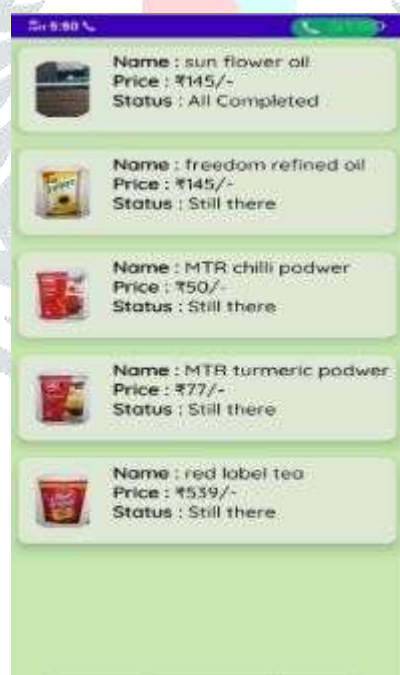 Name : sun flower oil
Price : ₹145/-
Status : All Completed
Name : freedom refined oil
Price : ₹145/-
Status : Still there
Name : MTR chilli podwer
Price : ₹50/-
Status : Still there
Name : MTR turmeric podwer
Price : ₹77/-
Status : Still there
Name : red label tea
Price : ₹539/-
Status : Still there